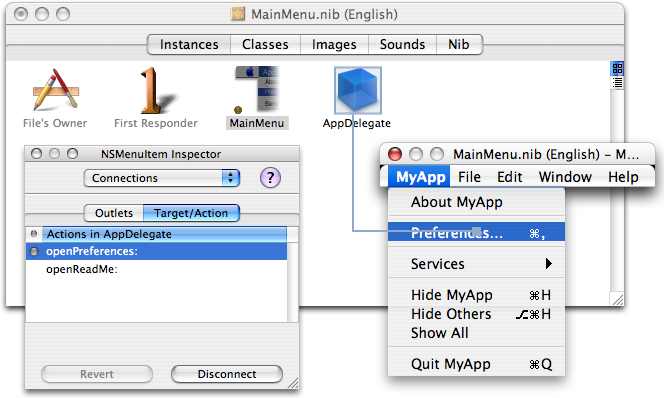 MainMenu.nib (English)
Instances Classes Images Sounds Nib
File's Owner First Responder MainMenu AppDelegate
NSMenuItem Inspector
Connections ?
Outlets Target/Action
Actions in AppDelegate
openPreferences:
openReadMe:
Revert Disconnect
MainMenu.nib (English) – M...
MyApp File Edit Window Help
About MyApp
Preferences... ⌘,
Services
Hide MyApp ⌘H
Hide Others ⌥⌘H
Show All
Quit MyApp ⌘Q